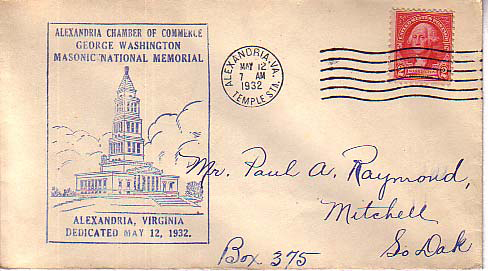 ALEXANDRIA CHAMBER OF COMMERCE
GEORGE WASHINGTON
MASONIC NATIONAL MEMORIAL
ALEXANDRIA, VIRGINIA
DEDICATED MAY 12, 1932.
ALEXANDRIA, VA.
MAY 12
7 AM
1932
TEMPLE STA.
Mr. Paul A. Raymond,
Mitchell
Box 375
So Dak